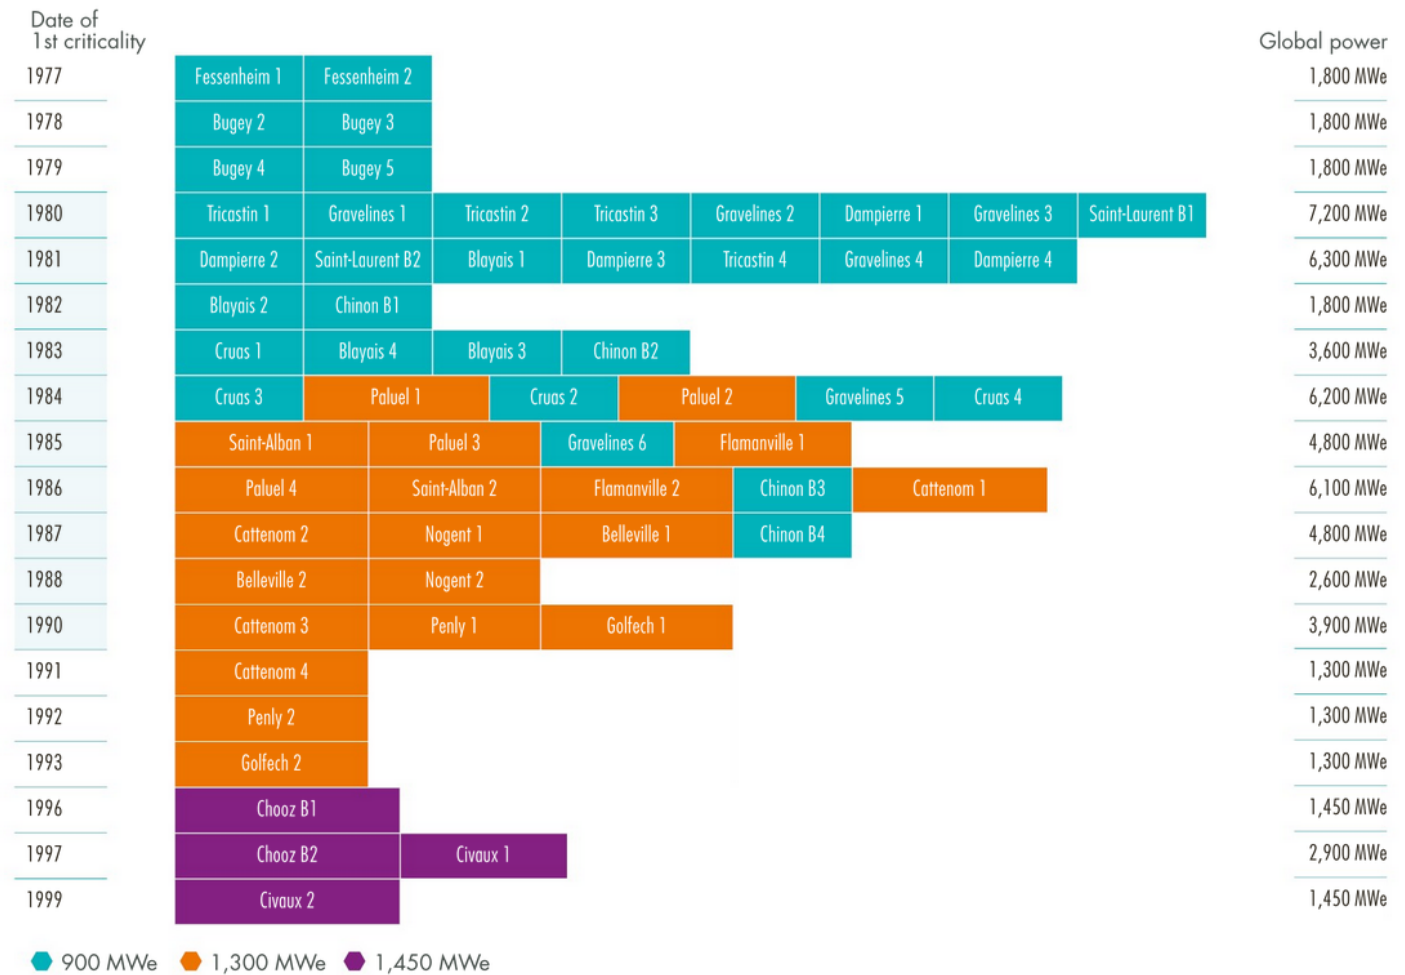 Date of
1st criticality
Global power
1977 Fessenheim 1 Fessenheim 2 1,800 MWe
1978 Bugey 2 Bugey 3 1,800 MWe
1979 Bugey 4 Bugey 5 1,800 MWe
1980 Tricastin 1 Gravelines 1 Tricastin 2 Tricastin 3 Gravelines 2 Dampierre 1 Gravelines 3 Saint-Laurent B1 7,200 MWe
1981 Dampierre 2 Saint-Laurent B2 Blayais 1 Dampierre 3 Tricastin 4 Gravelines 4 Dampierre 4 6,300 MWe
1982 Blayais 2 Chinon B1 1,800 MWe
1983 Cruas 1 Blayais 4 Blayais 3 Chinon B2 3,600 MWe
1984 Cruas 3 Paluel 1 Cruas 2 Paluel 2 Gravelines 5 Cruas 4 6,200 MWe
1985 Saint-Alban 1 Paluel 3 Gravelines 6 Flamanville 1 4,800 MWe
1986 Paluel 4 Saint-Alban 2 Flamanville 2 Chinon B3 Cattenom 1 6,100 MWe
1987 Cattenom 2 Nogent 1 Belleville 1 Chinon B4 4,800 MWe
1988 Belleville 2 Nogent 2 2,600 MWe
1990 Cattenom 3 Penly 1 Golfech 1 3,900 MWe
1991 Cattenom 4 1,300 MWe
1992 Penly 2 1,300 MWe
1993 Golfech 2 1,300 MWe
1996 Chooz B1 1,450 MWe
1997 Chooz B2 Civaux 1 2,900 MWe
1999 Civaux 2 1,450 MWe
900 MWe 1,300 MWe 1,450 MWe